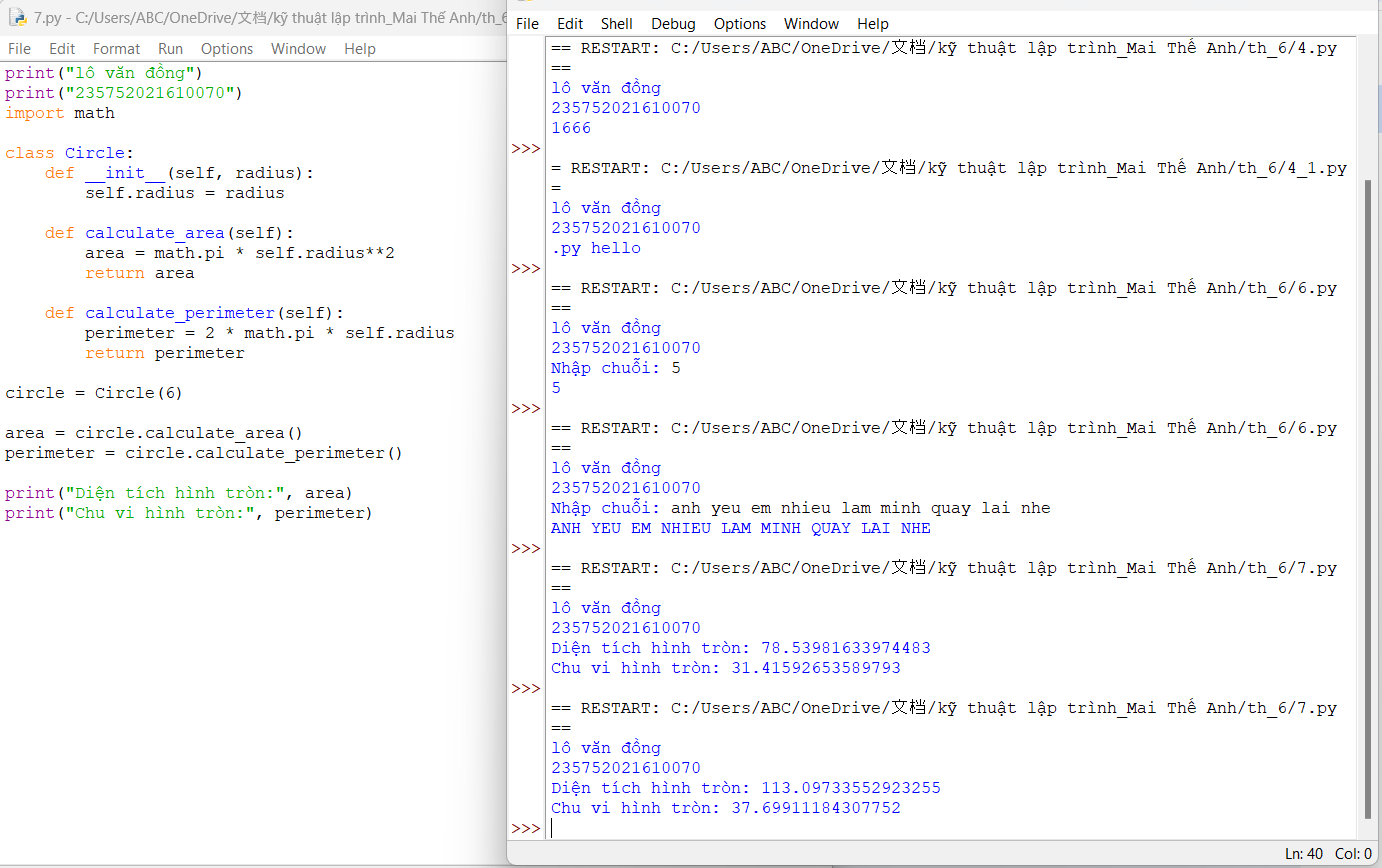 7.py - C:/Users/ABC/OneDrive/文档/kỹ thuật lập trình_Mai Thế Anh/th_6
File Edit Format Run Options Window Help
print("lô văn đồng")
print("235752021610070")
import math
class Circle:
def __init__(self, radius):
self.radius = radius
def calculate_area(self):
area = math.pi * self.radius**2
return area
def calculate_perimeter(self):
perimeter = 2 * math.pi * self.radius
return perimeter
circle = Circle(6)
area = circle.calculate_area()
perimeter = circle.calculate_perimeter()
print("Diện tích hình tròn:", area)
print("Chu vi hình tròn:", perimeter)
File Edit Shell Debug Options Window Help
== RESTART: C:/Users/ABC/OneDrive/文档/kỹ thuật lập trình_Mai Thế Anh/th_6/4.py
==
lô văn đồng
235752021610070
1666
>>>
= RESTART: C:/Users/ABC/OneDrive/文档/kỹ thuật lập trình_Mai Thế Anh/th_6/4_1.py
=
lô văn đồng
235752021610070
.py hello
>>>
== RESTART: C:/Users/ABC/OneDrive/文档/kỹ thuật lập trình_Mai Thế Anh/th_6/6.py
==
lô văn đồng
235752021610070
Nhập chuỗi: 5
5
>>>
== RESTART: C:/Users/ABC/OneDrive/文档/kỹ thuật lập trình_Mai Thế Anh/th_6/6.py
==
lô văn đồng
235752021610070
Nhập chuỗi: anh yeu em nhieu lam minh quay lai nhe
ANH YEU EM NHIEU LAM MINH QUAY LAI NHE
>>>
== RESTART: C:/Users/ABC/OneDrive/文档/kỹ thuật lập trình_Mai Thế Anh/th_6/7.py
==
lô văn đồng
235752021610070
Diện tích hình tròn: 78.53981633974483
Chu vi hình tròn: 31.41592653589793
>>>
== RESTART: C:/Users/ABC/OneDrive/文档/kỹ thuật lập trình_Mai Thế Anh/th_6/7.py
==
lô văn đồng
235752021610070
Diện tích hình tròn: 113.09733552923255
Chu vi hình tròn: 37.69911184307752
>>>
Ln: 40 Col: 0